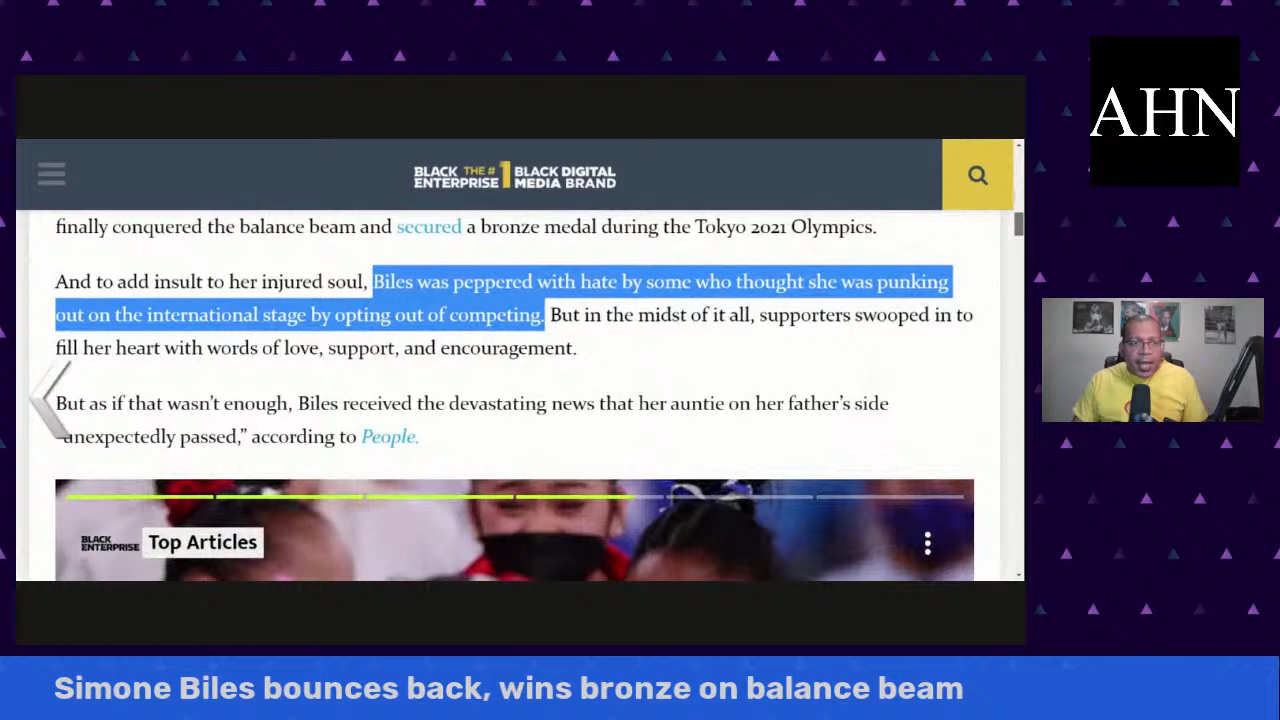 AHN
BLACK ENTERPRISE THE #1 BLACK DIGITAL MEDIA BRAND
finally conquered the balance beam and secured a bronze medal during the Tokyo 2021 Olympics.
And to add insult to her injured soul, Biles was peppered with hate by some who thought she was punking
out on the international stage by opting out of competing. But in the midst of it all, supporters swooped in to
fill her heart with words of love, support, and encouragement.
But as if that wasn’t enough, Biles received the devastating news that her auntie on her father’s side
“unexpectedly passed,” according to People.
BLACK ENTERPRISE Top Articles
Simone Biles bounces back, wins bronze on balance beam